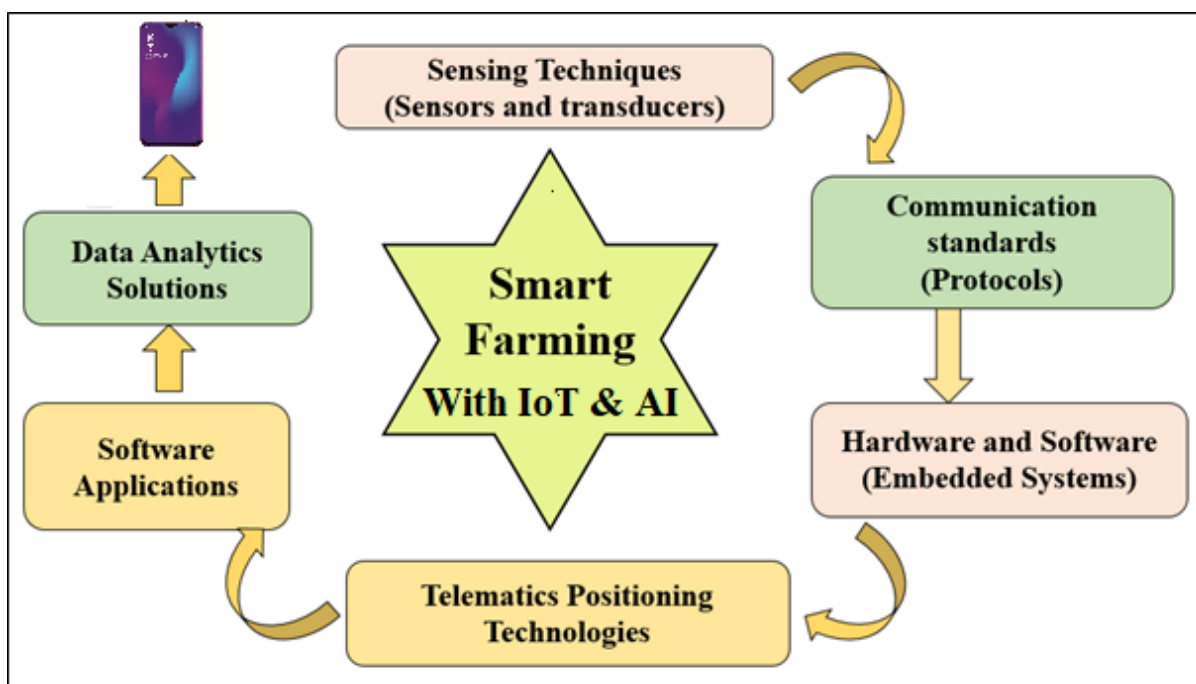 Sensing Techniques
(Sensors and transducers)
Communication
standards
(Protocols)
Hardware and Software
(Embedded Systems)
Telematics Positioning
Technologies
Software
Applications
Data Analytics
Solutions
Smart
Farming
With IoT & AI